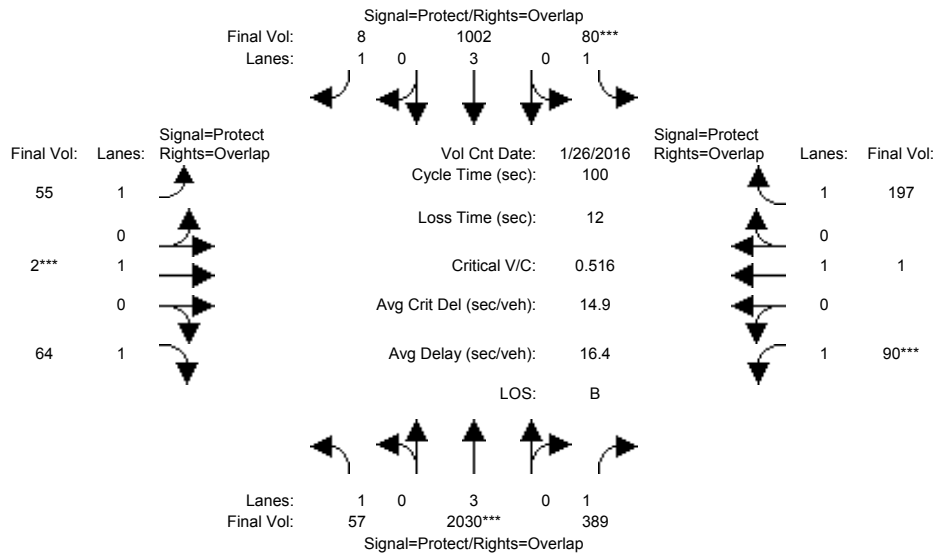 Signal=Protect/Rights=Overlap
Final Vol: 8 1002 80***
Lanes: 1 0 3 0 1
Signal=Protect Signal=Protect
Final Vol: Lanes: Rights=Overlap Vol Cnt Date: 1/26/2016 Rights=Overlap Lanes: Final Vol:
Cycle Time (sec): 100
55 1 1 197
Loss Time (sec): 12
0 0
2*** 1 Critical V/C: 0.516 1 1
0 Avg Crit Del (sec/veh): 14.9 0
64 1 Avg Delay (sec/veh): 16.4 1 90***
LOS: B
Lanes: 1 0 3 0 1
Final Vol: 57 2030*** 389
Signal=Protect/Rights=Overlap